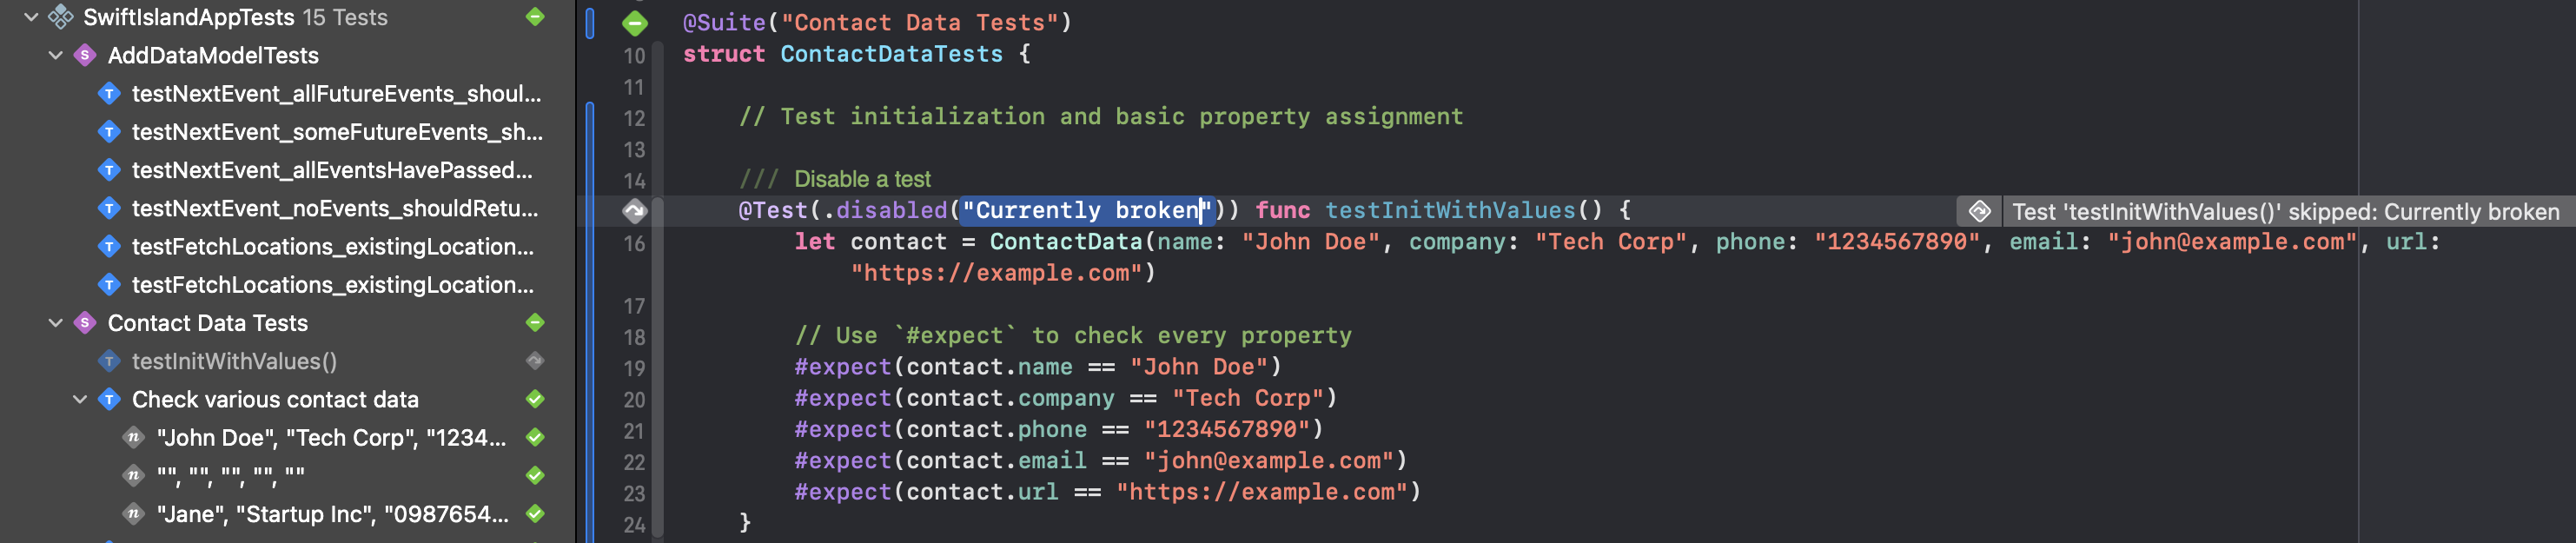 SwiftIslandAppTests 15 Tests
AddDataModelTests
testNextEvent_allFutureEvents_shoul...
testNextEvent_someFutureEvents_sh...
testNextEvent_allEventsHavePassed...
testNextEvent_noEvents_shouldRetu...
testFetchLocations_existingLocation...
testFetchLocations_existingLocation...
Contact Data Tests
testInitWithValues()
Check various contact data
"John Doe", "Tech Corp", "1234...
"", "", "", "", ""
"Jane", "Startup Inc", "0987654...
@Suite("Contact Data Tests")
10 struct ContactDataTests {
11
12 // Test initialization and basic property assignment
13
14 /// Disable a test
@Test(.disabled("Currently broken")) func testInitWithValues() {
Test 'testInitWithValues()' skipped: Currently broken
16 let contact = ContactData(name: "John Doe", company: "Tech Corp", phone: "1234567890", email: "john@example.com", url:
"https://example.com")
17
18 // Use `#expect` to check every property
19 #expect(contact.name == "John Doe")
20 #expect(contact.company == "Tech Corp")
21 #expect(contact.phone == "1234567890")
22 #expect(contact.email == "john@example.com")
23 #expect(contact.url == "https://example.com")
24 }